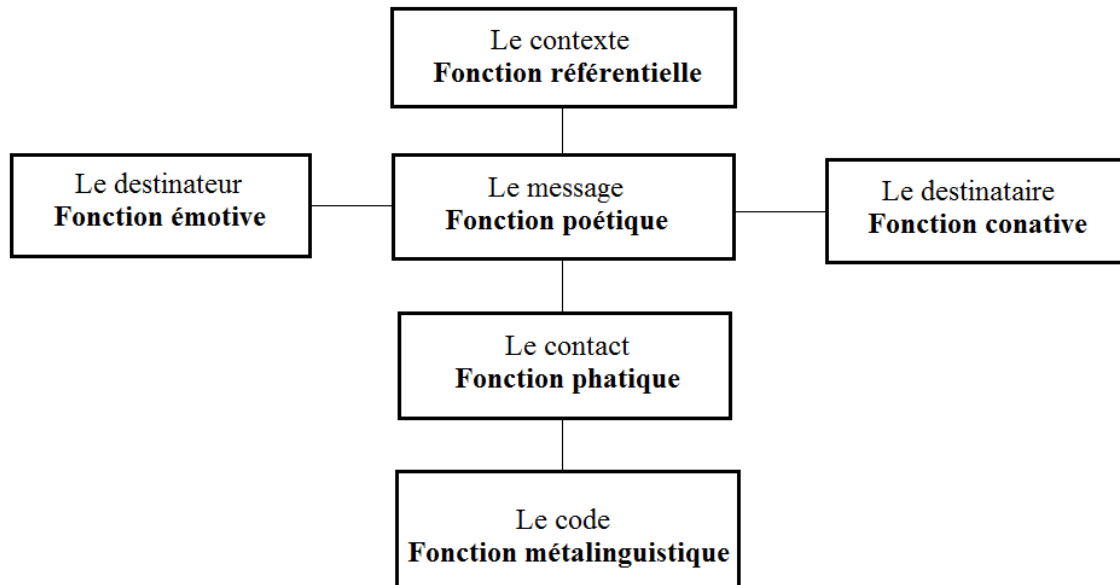 Le contexte
Fonction référentielle
Le destinateur
Fonction émotive
Le message
Fonction poétique
Le destinataire
Fonction conative
Le contact
Fonction phatique
Le code
Fonction métalinguistique